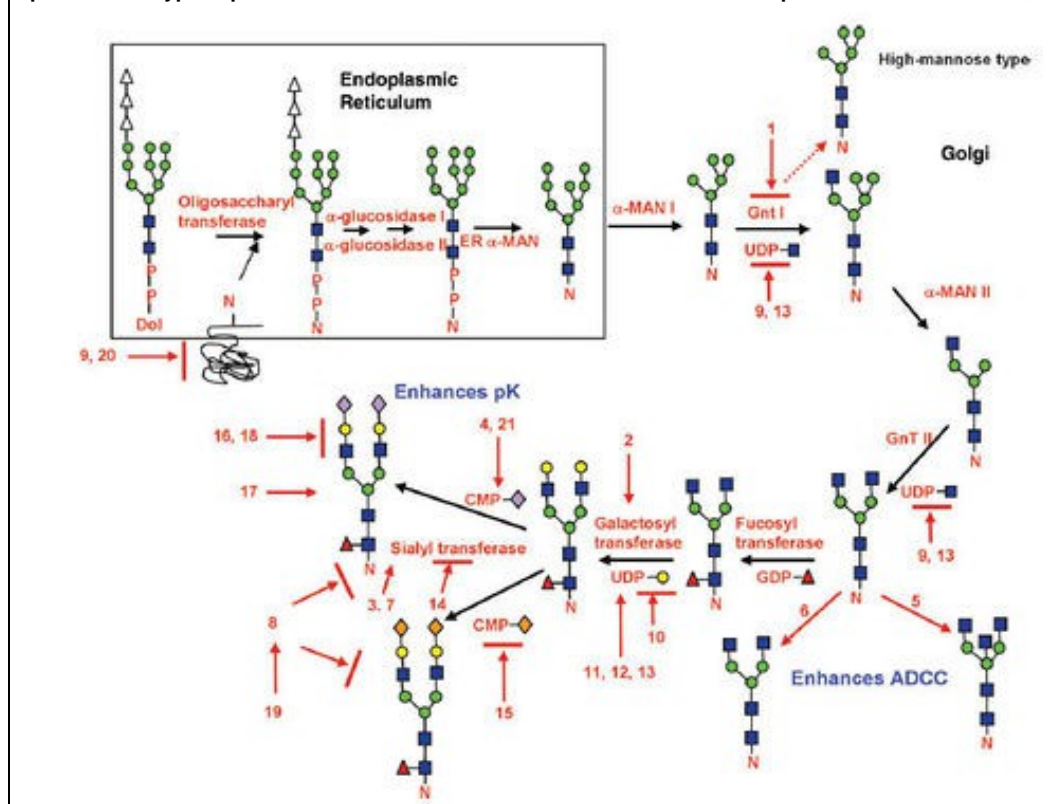 Endoplasmic
Reticulum
High-mannose type
Golgi
1
Oligosaccharyl
transferase
α-glucosidase I
α-glucosidase II
ER α-MAN
α-MAN I
Gnt I
UDP
9, 13
N
N
N
N
N
P
P
Dol
P
P
N
P
P
N
N
9, 20
α-MAN II
N
GnT II
UDP
9, 13
Enhances pK
4, 21
2
16, 18
17
CMP
Galactosyl
transferase
Fucosyl
transferase
UDP
GDP
N
N
N
N
Sialyl transferase
3, 7
14
8
19
CMP
15
10
11, 12, 13
6
5
Enhances ADCC
N
N
N